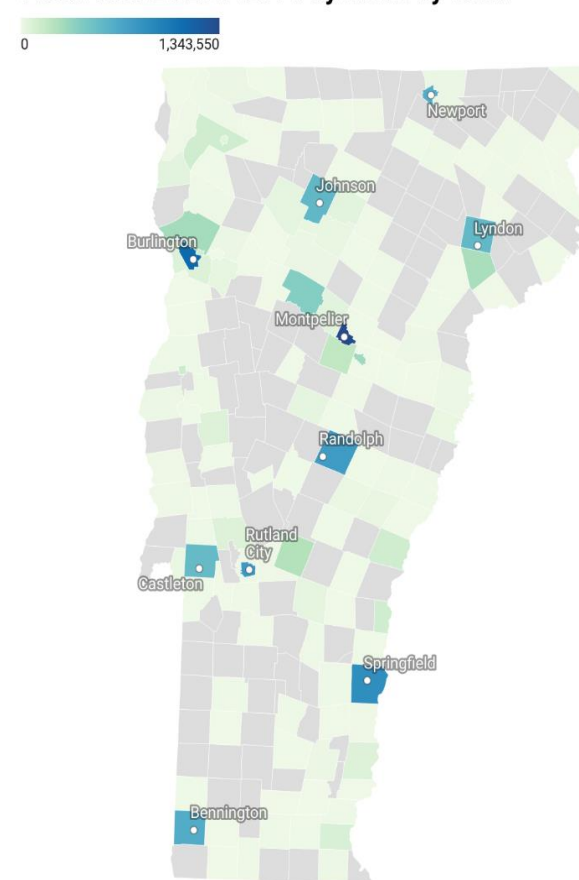 0 1,343,550
Newport
Johnson
Lyndon
Burlington
Montpelier
Randolph
Rutland
City
Castleton
Springfield
Bennington